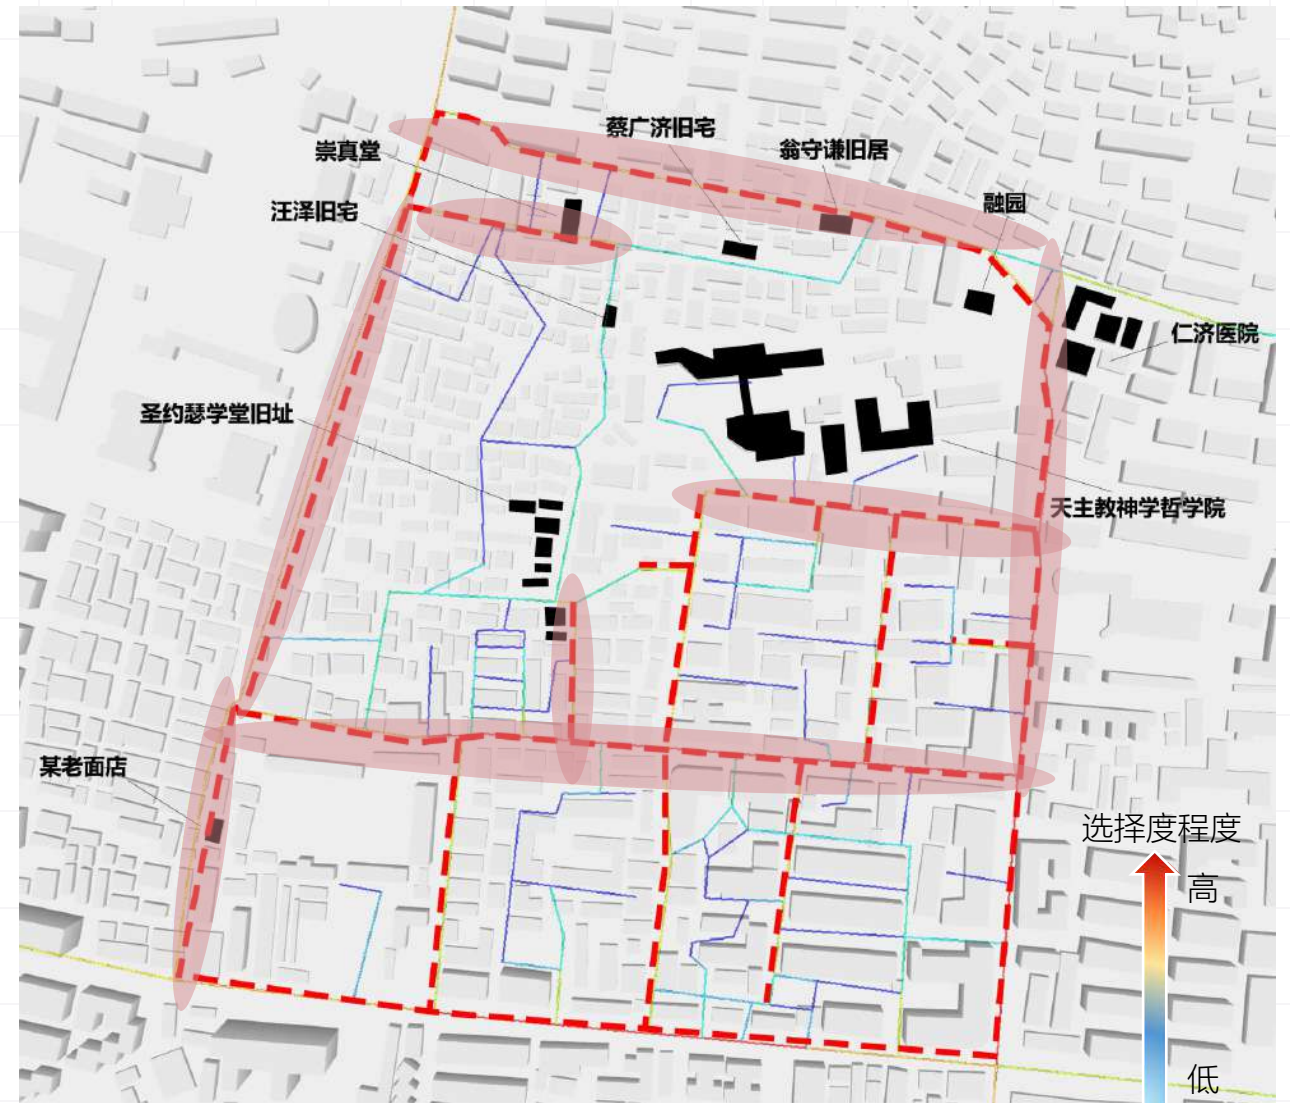 蔡广济旧宅
崇真堂
翁守谦旧居
汪泽旧宅
融园
仁济医院
圣约瑟学堂旧址
天主教神学哲学院
某老面店
选择度程度
高
低